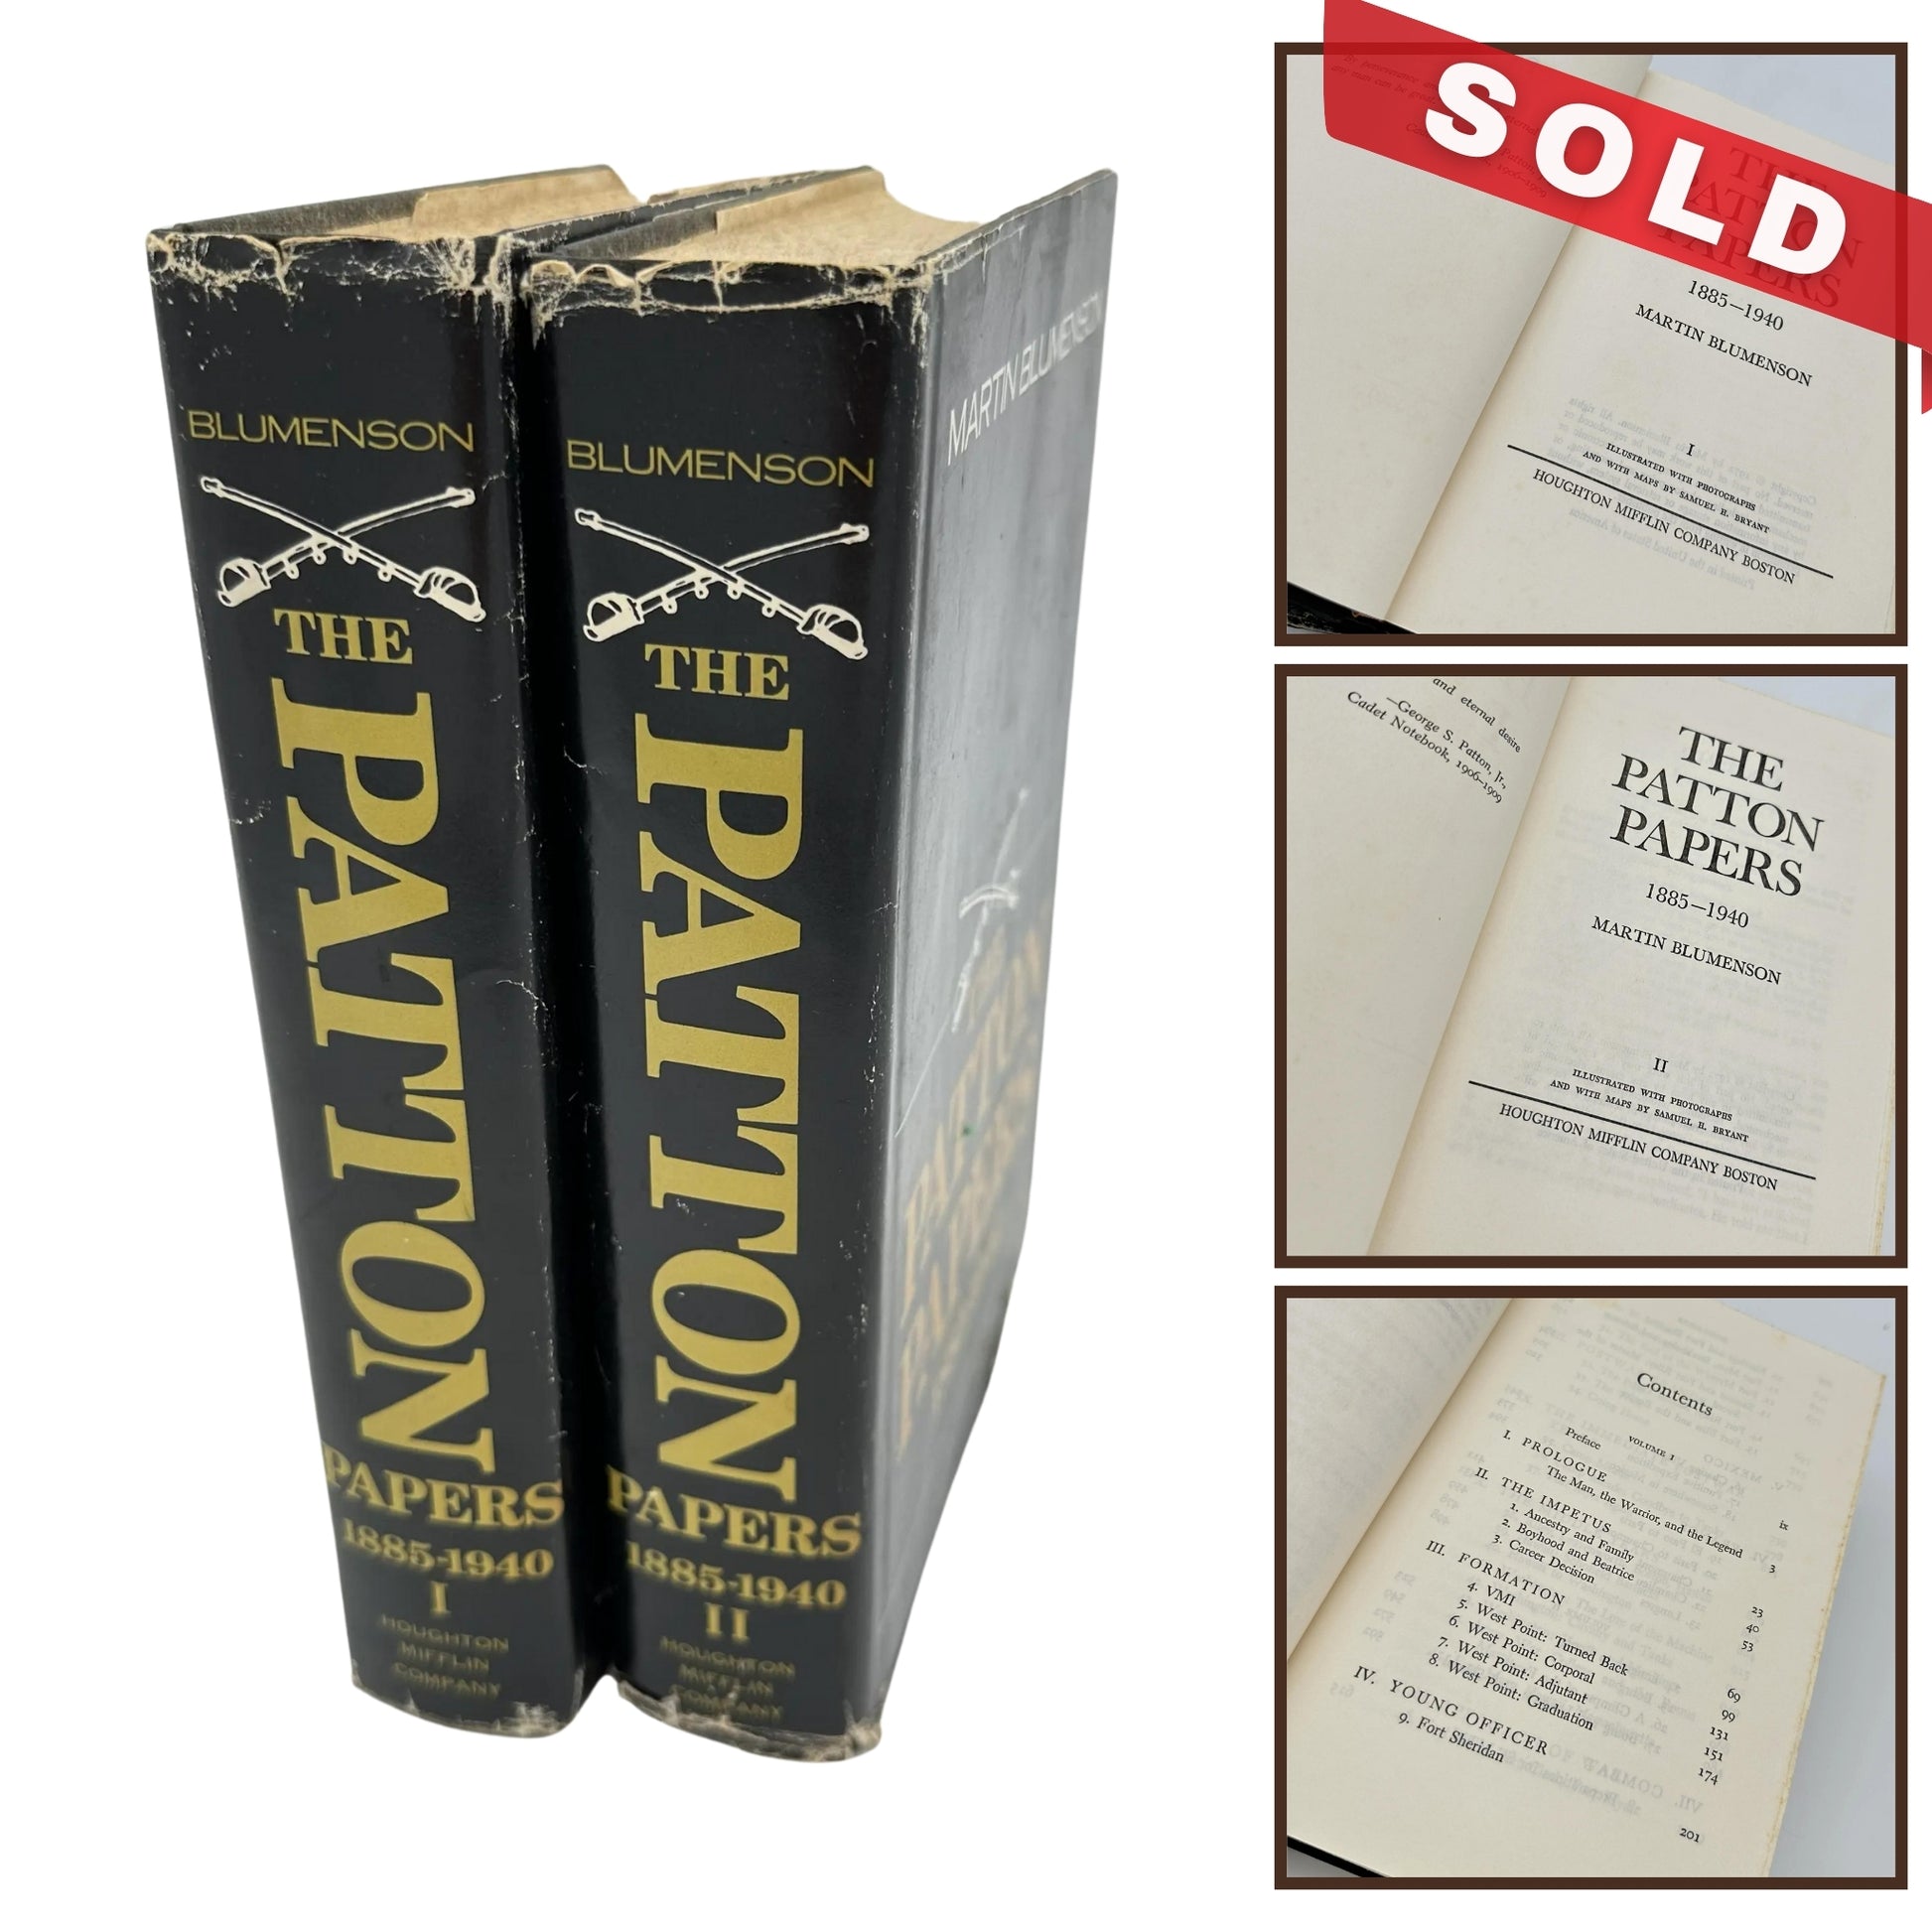 BLUMENSON
THE
PATTON
PAPERS
1885-1940
I
HOUGHTON
MIFFLIN
COMPANY
BLUMENSON
THE
PATTON
PAPERS
1885-1940
II
HOUGHTON
MIFFLIN
COMPANY
MARTIN BLUMENSON
SOLD
THE
PATTON
PAPERS
1885–1940
MARTIN BLUMENSON
I
ILLUSTRATED WITH PHOTOGRAPHS
AND WITH MAPS BY SAMUEL H. BRYANT
HOUGHTON MIFFLIN COMPANY BOSTON
and eternal desire
—George S. Patton, Jr.,
Cadet Notebook, 1906–1909
THE
PATTON
PAPERS
1885–1940
MARTIN BLUMENSON
II
ILLUSTRATED WITH PHOTOGRAPHS
AND WITH MAPS BY SAMUEL H. BRYANT
HOUGHTON MIFFLIN COMPANY BOSTON
Contents
VOLUME I
Preface ix
I. PROLOGUE
The Man, the Warrior, and the Legend 3
II. THE IMPETUS
1. Ancestry and Family 23
2. Boyhood and Beatrice 40
3. Career Decision 53
III. FORMATION
4. VMI 69
5. West Point: Turned Back 99
6. West Point: Corporal 131
7. West Point: Adjutant 151
8. West Point: Graduation 174
IV. YOUNG OFFICER
9. Fort Sheridan 201